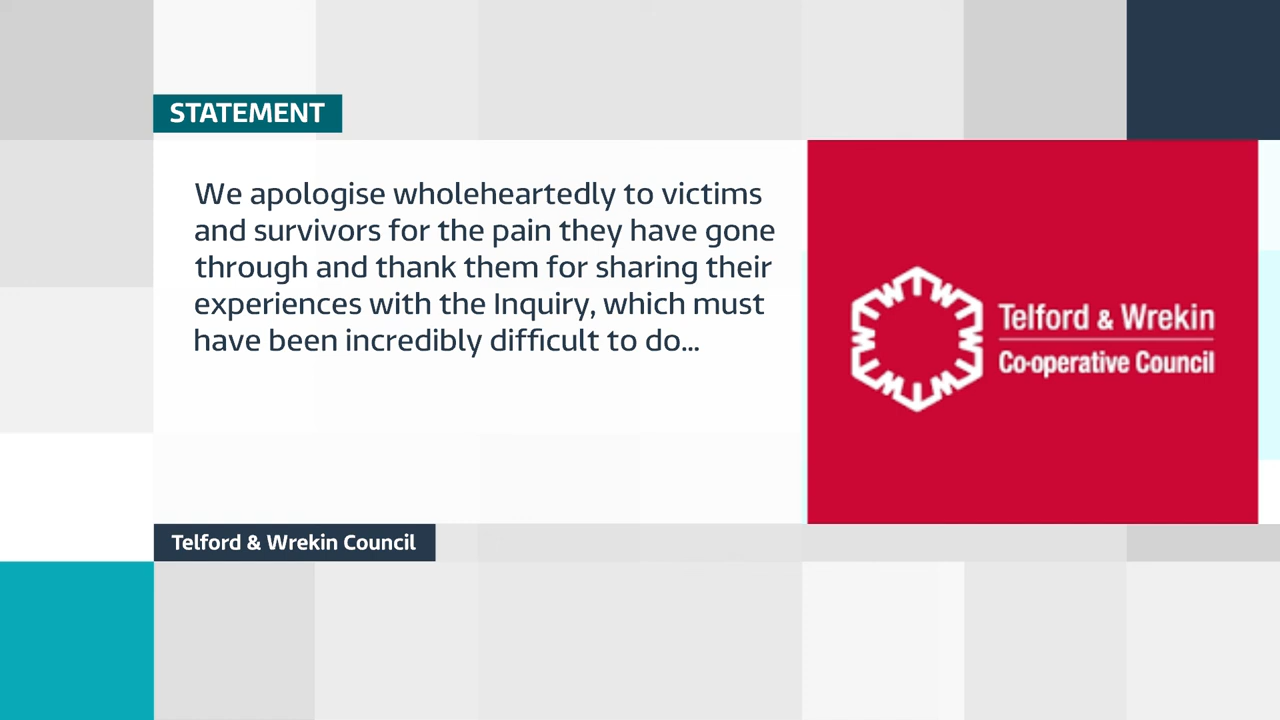 STATEMENT
We apologise wholeheartedly to victims
and survivors for the pain they have gone
through and thank them for sharing their
experiences with the Inquiry, which must
have been incredibly difficult to do...
Telford & Wrekin
Co-operative Council
Telford & Wrekin Council